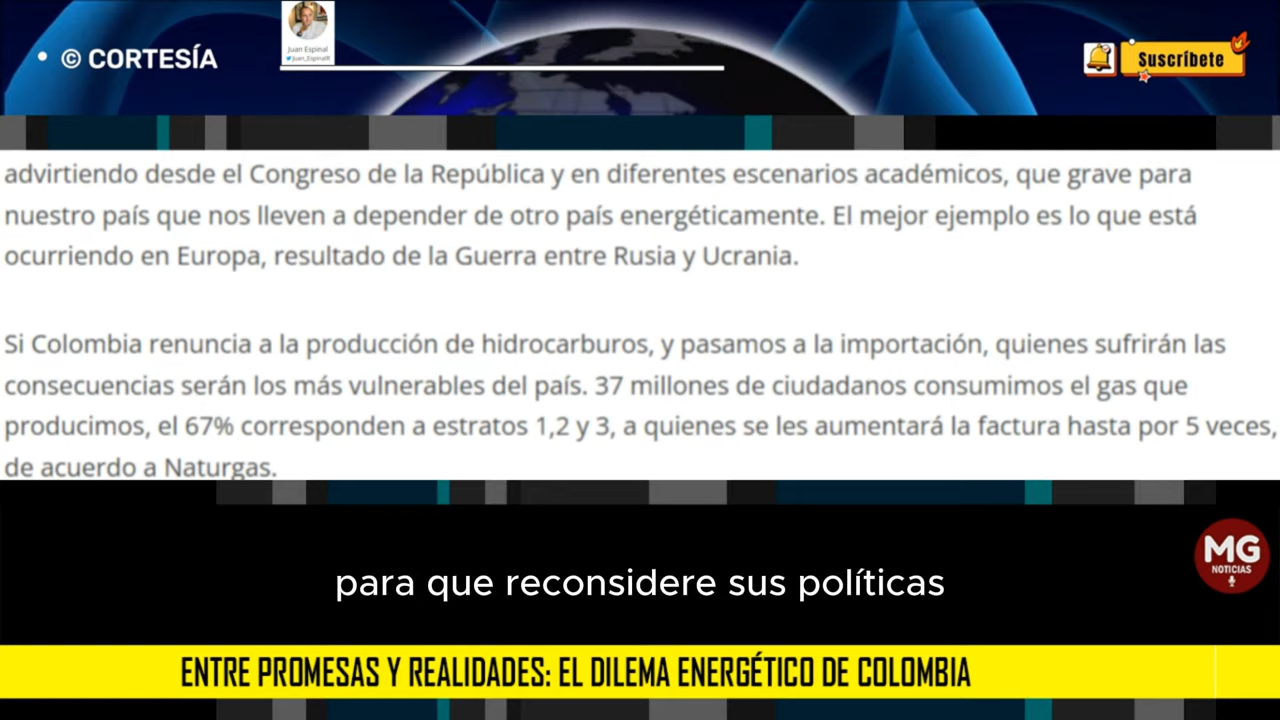 • © CORTESÍA
Juan Espinal
@Juan_EspinalR
Suscríbete
advirtiendo desde el Congreso de la República y en diferentes escenarios académicos, que grave para
nuestro país que nos lleven a depender de otro país energéticamente. El mejor ejemplo es lo que está
ocurriendo en Europa, resultado de la Guerra entre Rusia y Ucrania.
Si Colombia renuncia a la producción de hidrocarburos, y pasamos a la importación, quienes sufrirán las
consecuencias serán los más vulnerables del país. 37 millones de ciudadanos consumimos el gas que
producimos, el 67% corresponden a estratos 1,2 y 3, a quienes se les aumentará la factura hasta por 5 veces,
de acuerdo a Naturgas.
MG
NOTICIAS
para que reconsidere sus políticas
ENTRE PROMESAS Y REALIDADES: EL DILEMA ENERGÉTICO DE COLOMBIA